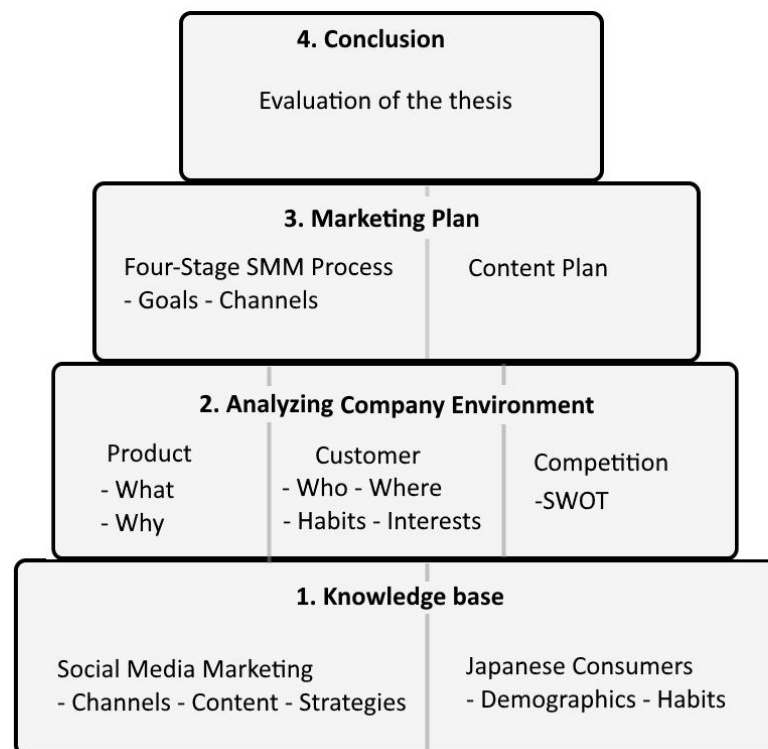 4. Conclusion
Evaluation of the thesis
3. Marketing Plan
Four-Stage SMM Process
- Goals - Channels
Content Plan
2. Analyzing Company Environment
Product
- What
- Why
Customer
- Who - Where
- Habits - Interests
Competition
-SWOT
1. Knowledge base
Social Media Marketing
- Channels - Content - Strategies
Japanese Consumers
- Demographics - Habits